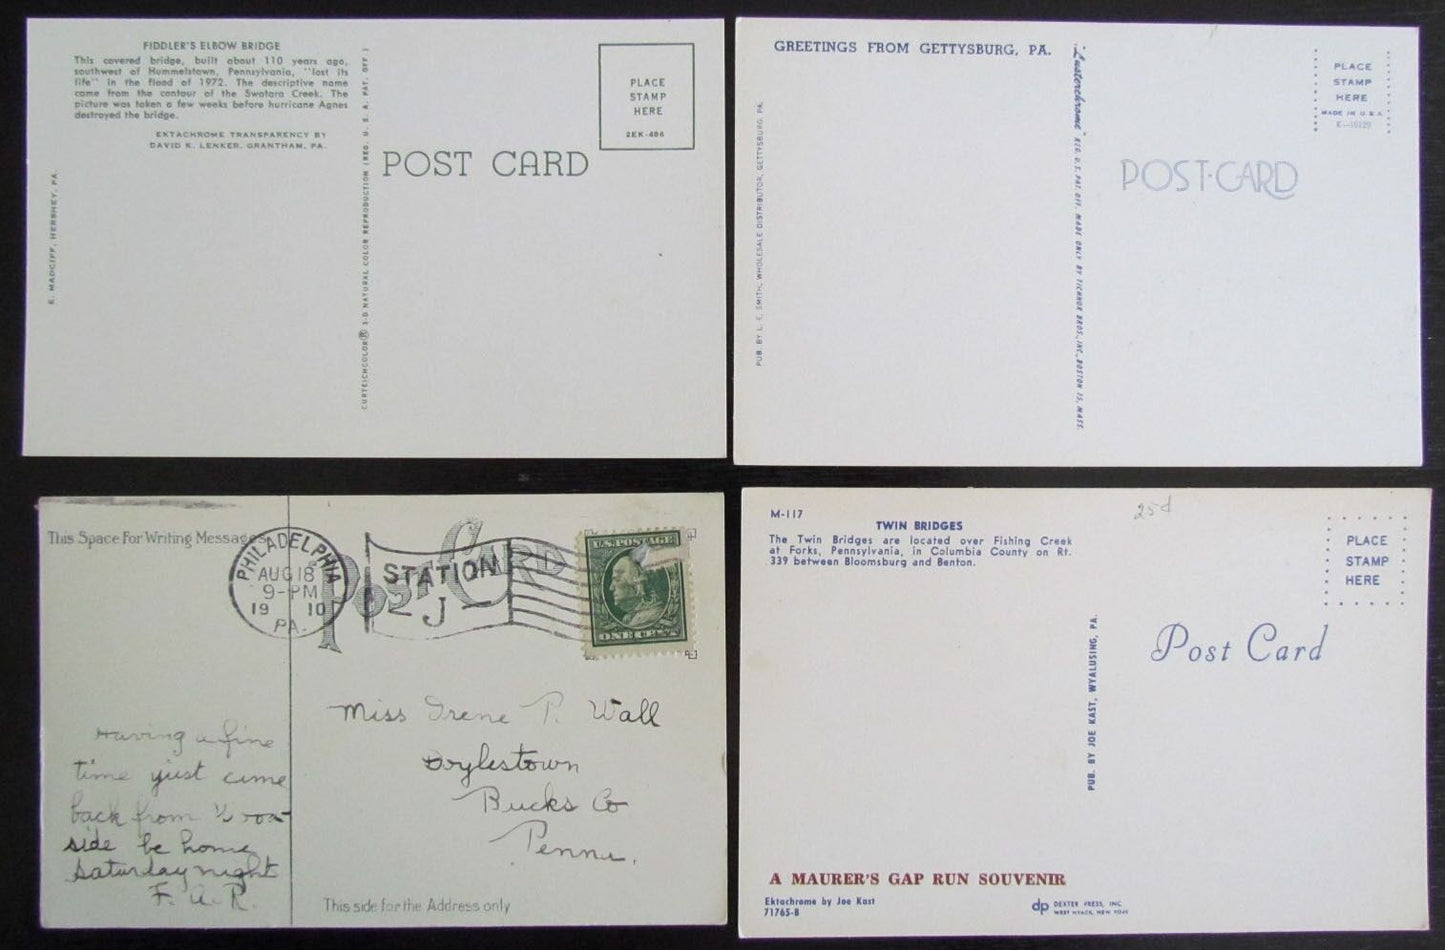 FIDDLER'S ELBOW BRIDGE
This covered bridge, built about 110 years ago,
southwest of Hummelstown, Pennsylvania, "lost its
life" in the flood of 1972. The descriptive name
came from the contour of the Swatara Creek. The
picture was taken a few weeks before hurricane Agnes
destroyed the bridge.
EKTACHROME TRANSPARENCY BY
DAVID K. LENKER, GRANTHAM, PA.
E. MADCIFF, HERSHEY, PA.
CURTEICHCOLOR® 3-D NATURAL COLOR REPRODUCTION (REG. U. S. A. PAT. OFF.)
POST CARD
PLACE
STAMP
HERE
2EK-486
GREETINGS FROM GETTYSBURG, PA.
PUB. BY L. E. SMITH, WHOLESALE DISTRIBUTOR, GETTYSBURG, PA.
"Lusterchrome" REG. U.S. PAT. OFF. MADE ONLY BY TICHNOR BROS., INC., BOSTON 15, MASS.
POST·CARD
PLACE
STAMP
HERE
MADE IN U.S.A.
This Space For Writing Messages
POST CARD
PHILADELPHIA
AUG 18
9-PM
19 10
PA.
STATION
J
U.S. POSTAGE
ONE CENT
Having a fine
time yust came
back from
side be home
Saturday night
F. A. R.
Miss Irene P. Wall
Doylestown
Bucks Co
Penna.
This side for the Address only
M-117
25¢
TWIN BRIDGES
The Twin Bridges are located over Fishing Creek
at Forks, Pennsylvania, in Columbia County on Rt.
339 between Bloomsburg and Benton.
PUB. BY JOE KAST, WYALUSING, PA.
Post Card
PLACE
STAMP
HERE
A MAURER'S GAP RUN SOUVENIR
Ektachrome by Joe Kast
71765-B
dp DEXTER PRESS, INC.
WEST NYACK, NEW YORK